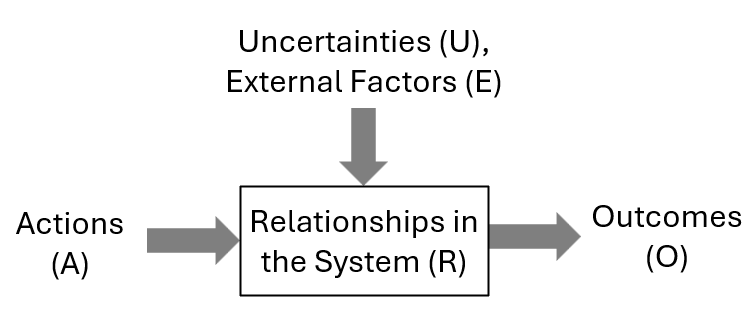 Uncertainties (U),
External Factors (E)
Actions
(A)
Relationships in
the System (R)
Outcomes
(O)